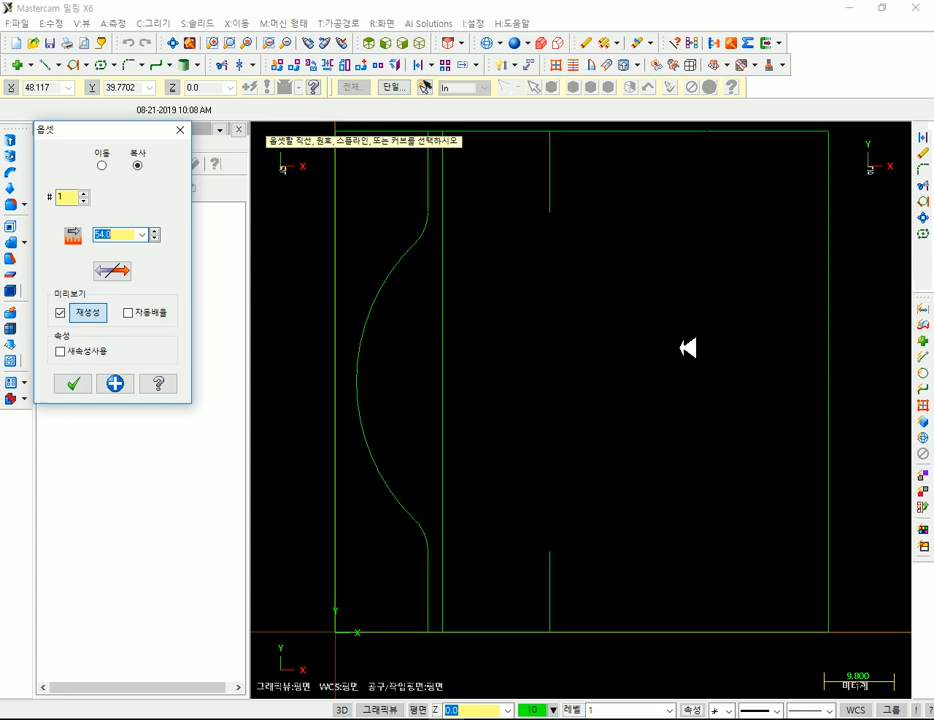 Mastercam 밀링 X6
F:파일 E:수정 V:뷰 A:측정 C:그리기 S:솔리드 X:이동 M:머신 형태 T:가공경로 R:화면 Ai Solutions I:설정 H:도움말
X 48.117 Y 39.7702 Z 0.0 전체... 단일... In
08-21-2019 10:08 AM
옵셋
이동 복사
# 1
54.0
미리보기
재생성 자동배율
속성
새속성사용
옵셋할 직선, 원호, 스플라인, 또는 커브를 선택하시오
Y
X
Y
X
Y
X
Y
X
9.800
미터계
그래픽뷰:평면 WCS:평면 공구/작업평면:평면
3D 그래픽뷰 평면 Z 0.0 10 레벨 1 속성 WCS 그룹 ! ?